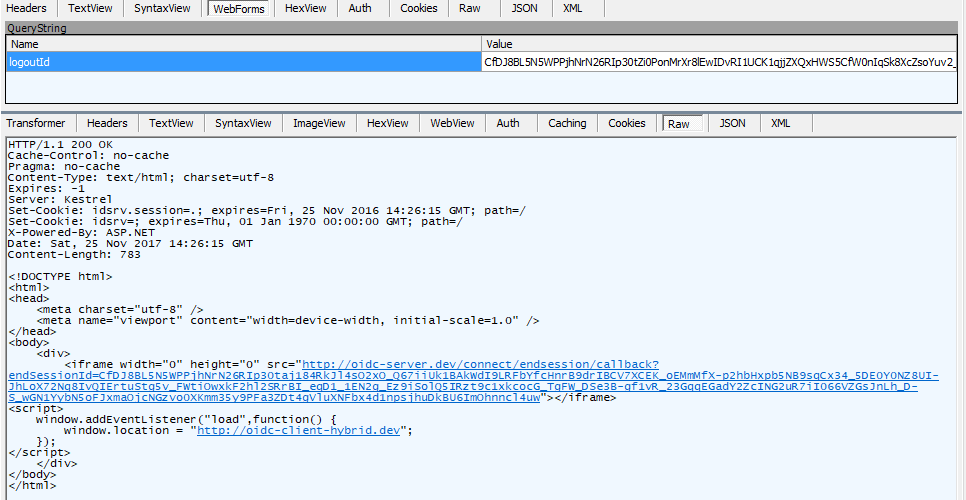 Headers TextView SyntaxView WebForms HexView Auth Cookies Raw JSON XML
QueryString
Name Value
logoutId
Transformer Headers TextView SyntaxView ImageView HexView WebView Auth Caching Cookies Raw JSON XML
HTTP/1.1 200 OK
Cache-Control: no-cache
Pragma: no-cache
Content-Type: text/html; charset=utf-8
Expires: -1
Server: Kestrel
Set-Cookie: idsrv.session=.; expires=Fri, 25 Nov 2016 14:26:15 GMT; path=/
Set-Cookie: idsrv=; expires=Thu, 01 Jan 1970 00:00:00 GMT; path=/
X-Powered-By: ASP.NET
Date: Sat, 25 Nov 2017 14:26:15 GMT
Content-Length: 783
<!DOCTYPE html>
<html>
<head>
<meta charset="utf-8" />
<meta name="viewport" content="width=device-width, initial-scale=1.0" />
</head>
<body>
<div>
<iframe width="0" height="0" src="http://oidc-server.dev/connect/endsession/callback?
"></iframe>
<script>
window.addEventListener("load",function() {
window.location = "http://oidc-client-hybrid.dev";
});
</script>
</div>
</body>
</html>